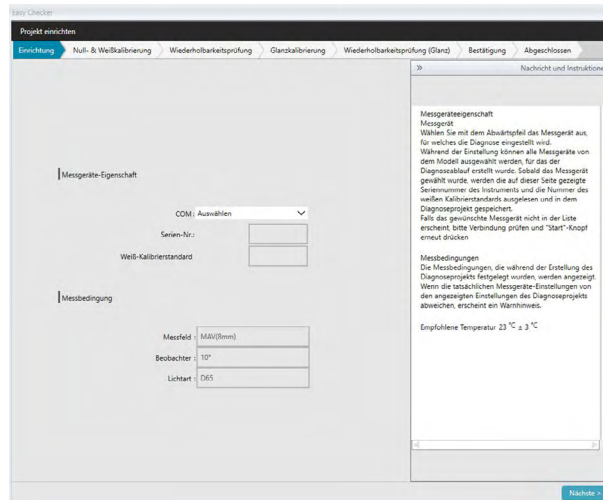 Easy Checker
Projekt einrichten
Einrichtung
Null- & Weißkalibrierung
Wiederholbarkeitsprüfung
Glanzkalibrierung
Wiederholbarkeitsprüfung (Glanz)
Bestätigung
Abgeschlossen
»
Nachricht und Instruktione
Messgeräte-Eigenschaft
COM: Auswählen
Serien-Nr.:
Weiß-Kalibrierstandard
Messbedingung
Messfeld : MAV(8mm)
Beobachter : 10°
Lichtart : D65
Messgeräteeigenschaft
Messgerät
Wählen Sie mit dem Abwärtspfeil das Messgerät aus,
für welches die Diagnose eingestellt wird.
Während der Einstellung können alle Messgeräte von
dem Modell ausgewählt werden, für das der
Diagnoseablauf erstellt wurde. Sobald das Messgerät
gewählt wurde, werden die auf dieser Seite gezeigte
Seriennummer des Instruments und die Nummer des
weißen Kalibrierstandards ausgelesen und in dem
Diagnoseprojekt gespeichert.
Falls das gewünschte Messgerät nicht in der Liste
erscheint, bitte Verbindung prüfen und "Start"-Knopf
erneut drücken
Messbedingungen
Die Messbedingungen, die während der Erstellung des
Diagnoseprojekts festgelegt wurden, werden angezeigt.
Wenn die tatsächlichen Messgeräte-Einstellungen von
den angezeigten Einstellungen des Diagnoseprojekts
abweichen, erscheint ein Warnhinweis.
Empfohlene Temperatur 23 °C ± 3 °C
Nächste >